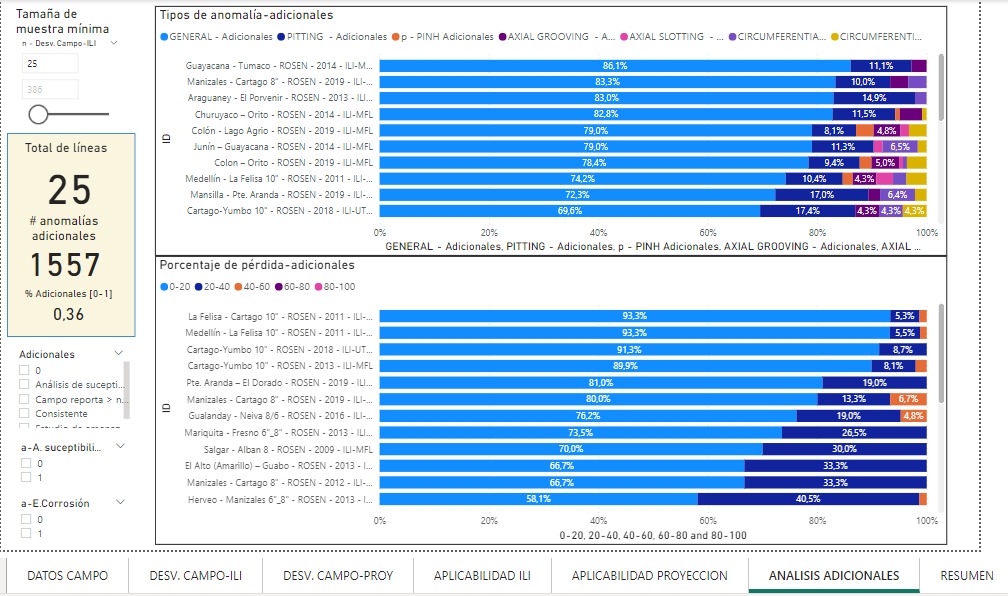 Tamaña de
muestra mínima
n - Desv. Campo-ILI
25
386
Total de líneas
25
# anomalías
adicionales
1557
% Adicionales [0-1]
0,36
Adicionales
0
Análisis de sucepti...
Campo reporta > n...
Consistente
a-A. suceptibili...
0
1
a-E.Corrosión
0
1
Tipos de anomalía-adicionales
GENERAL - Adicionales PITTING - Adicionales p - PINH Adicionales AXIAL GROOVING - A... AXIAL SLOTTING - ... CIRCUMFERENTIA... CIRCUMFERENTI...
ID
Guayacana - Tumaco - ROSEN - 2014 - ILI-M... 86,1% 11,1%
Manizales - Cartago 8" - ROSEN - 2019 - ILI-... 83,3% 10,0%
Araguaney - El Porvenir - ROSEN - 2013 - ILI... 83,0% 14,9%
Churuyaco – Orito - ROSEN - 2014 - ILI-MFL 82,8% 11,5%
Colón - Lago Agrio - ROSEN - 2019 - ILI-MFL 79,0% 8,1% 4,8%
Junín – Guayacana - ROSEN - 2014 - ILI-MFL 79,0% 11,3% 6,5%
Colon – Orito - ROSEN - 2019 - ILI-MFL 78,4% 9,4% 5,0%
Medellín - La Felisa 10" - ROSEN - 2011 - ILI-... 74,2% 10,4% 4,3%
Mansilla - Pte. Aranda - ROSEN - 2019 - ILI-... 72,3% 17,0% 6,4%
Cartago-Yumbo 10" - ROSEN - 2018 - ILI-UT... 69,6% 17,4% 4,3% 4,3% 4,3%
0% 20% 40% 60% 80% 100%
GENERAL - Adicionales, PITTING - Adicionales, p - PINH Adicionales, AXIAL GROOVING - Adicionales, AXIAL ...
Porcentaje de pérdida-adicionales
0-20 20-40 40-60 60-80 80-100
ID
La Felisa - Cartago 10" - ROSEN - 2011 - ILI-... 93,3% 5,3%
Medellín - La Felisa 10" - ROSEN - 2011 - ILI-... 93,3% 5,5%
Cartago-Yumbo 10" - ROSEN - 2018 - ILI-UT... 91,3% 8,7%
Cartago-Yumbo 10" - ROSEN - 2013 - ILI-MFL 89,9% 8,1%
Pte. Aranda – El Dorado - ROSEN - 2019 - ILI... 81,0% 19,0%
Manizales - Cartago 8" - ROSEN - 2019 - ILI-... 80,0% 13,3% 6,7%
Gualanday - Neiva 8/6 - ROSEN - 2016 - ILI-... 76,2% 19,0% 4,8%
Mariquita - Fresno 6"_8" - ROSEN - 2013 - ILI... 73,5% 26,5%
Salgar - Alban 8 - ROSEN - 2009 - ILI-MFL 70,0% 30,0%
El Alto (Amarillo) – Guabo - ROSEN - 2013 - I... 66,7% 33,3%
Manizales - Cartago 8" - ROSEN - 2012 - ILI-... 66,7% 33,3%
Herveo - Manizales 6"_8" - ROSEN - 2013 - I... 58,1% 40,5%
0% 20% 40% 60% 80% 100%
0-20, 20-40, 40-60, 60-80 and 80-100
DATOS CAMPO DESV. CAMPO-ILI DESV. CAMPO-PROY APLICABILIDAD ILI APLICABILIDAD PROYECCION ANALISIS ADICIONALES RESUMEN